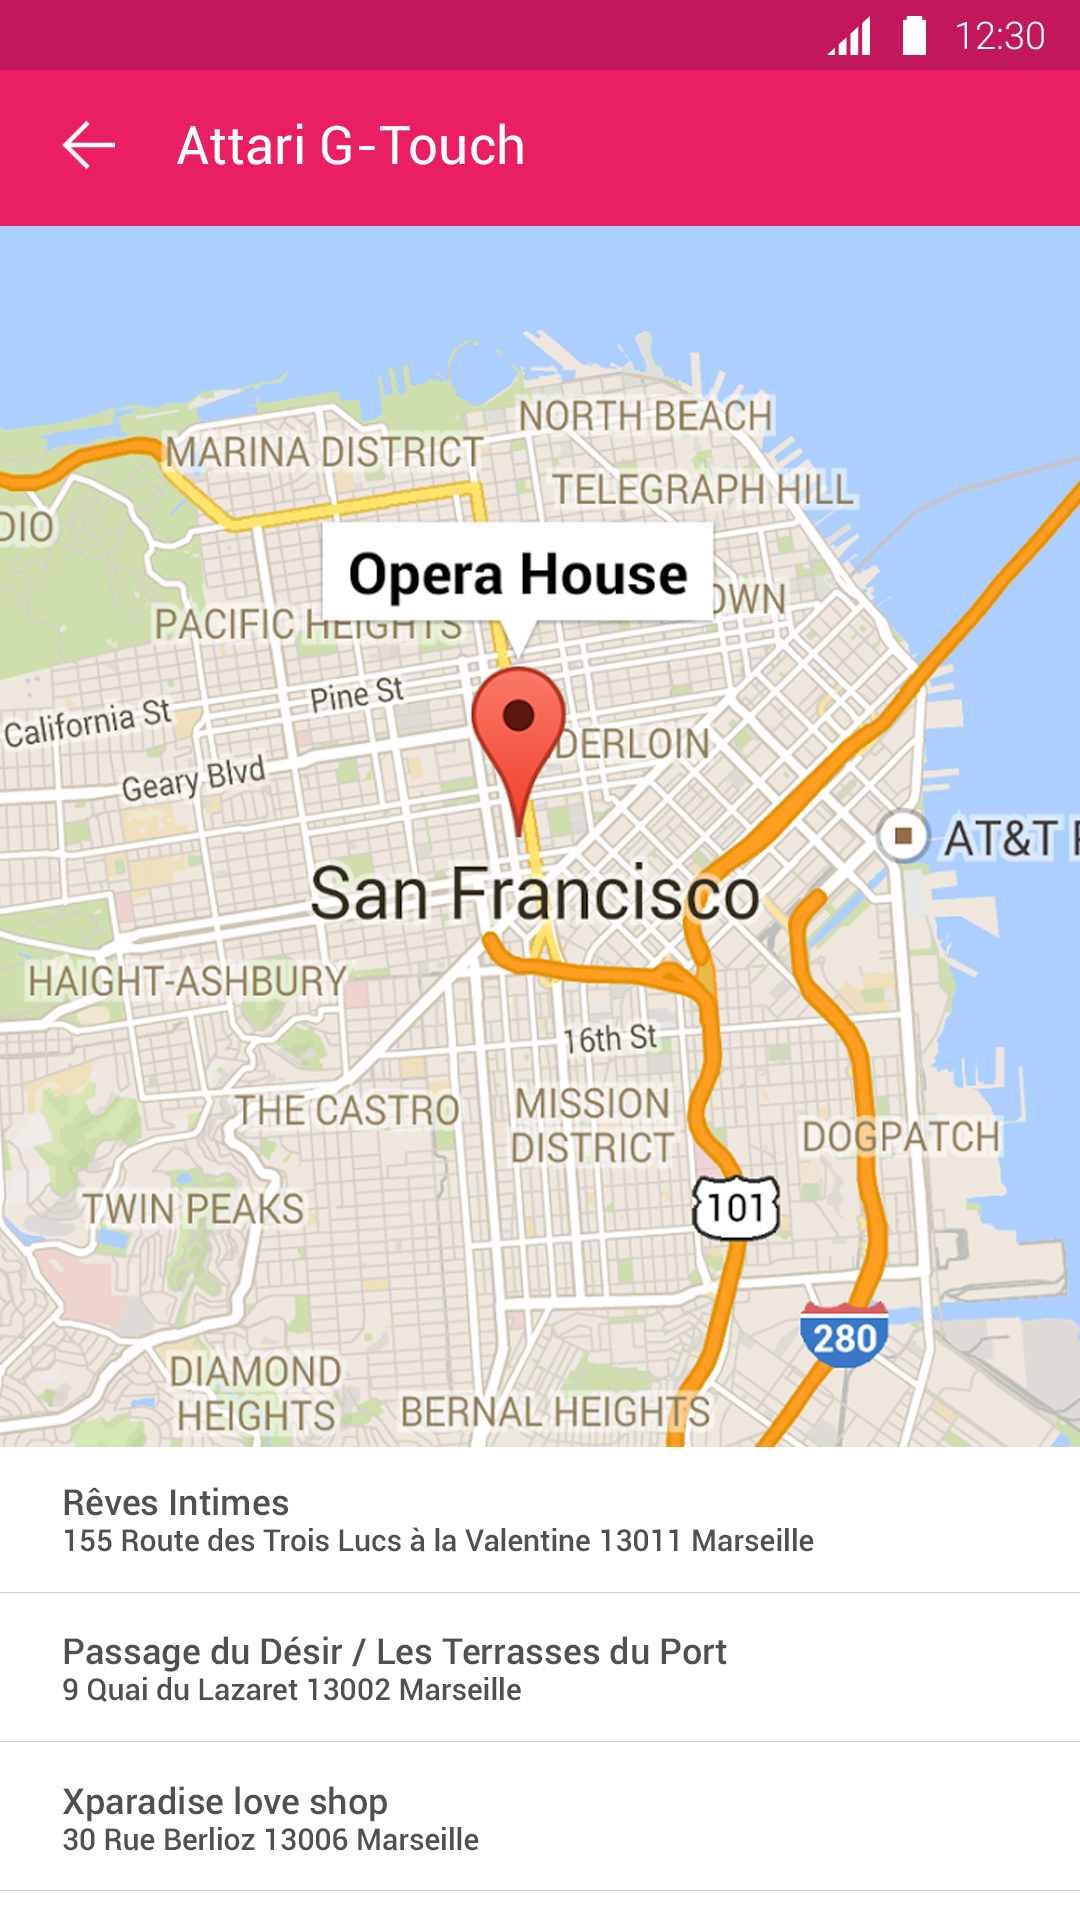 12:30
Attari G-Touch
NORTH BEACH
MARINA DISTRICT
TELEGRAPH HILL
DIO
Opera House
OWN
PACIFIC HEIGHTS
Pine St
California St
DERLOIN
Geary Blvd
AT&T P
San Francisco
HAIGHT-ASHBURY
16th St
THE CASTRO
MISSION
DISTRICT
DOGPATCH
TWIN PEAKS
101
280
DIAMOND
HEIGHTS
BERNAL HEIGHTS
Rêves Intimes
155 Route des Trois Lucs à la Valentine 13011 Marseille
Passage du Désir / Les Terrasses du Port
9 Quai du Lazaret 13002 Marseille
Xparadise love shop
30 Rue Berlioz 13006 Marseille